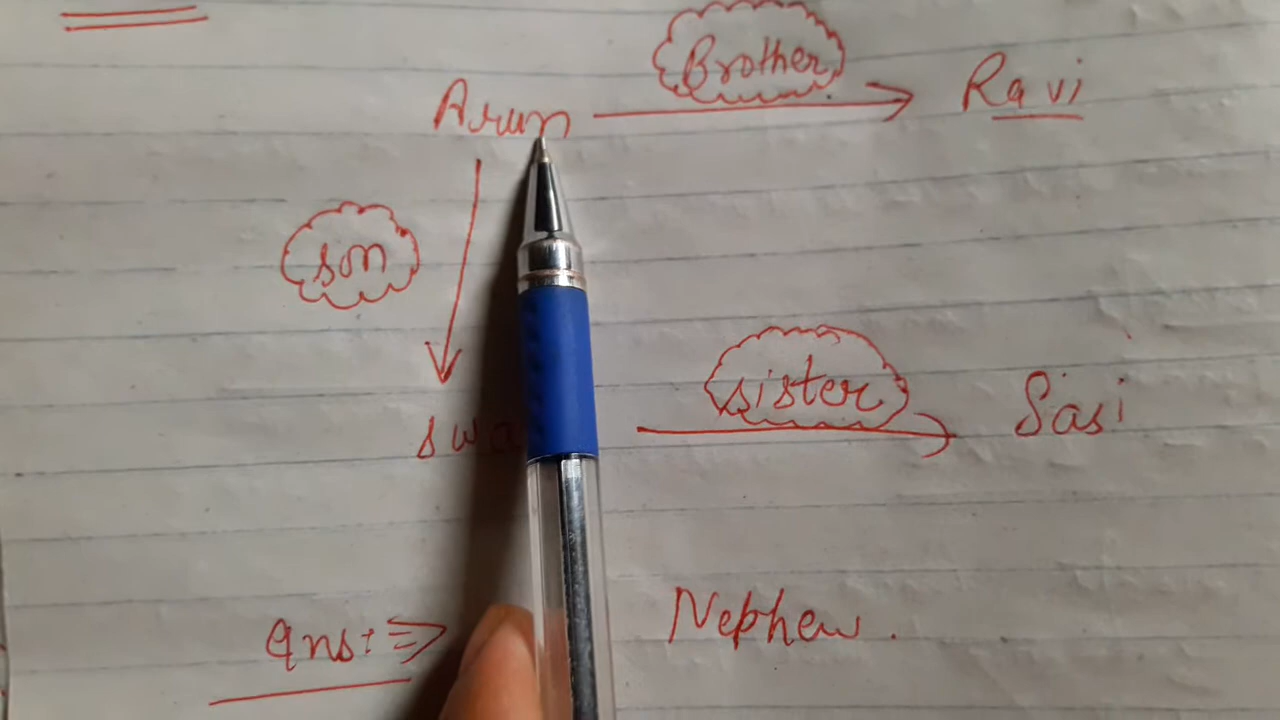 Brother
Arun Ravi
son
sister
Sasi
Ans:⇒ Nephew.